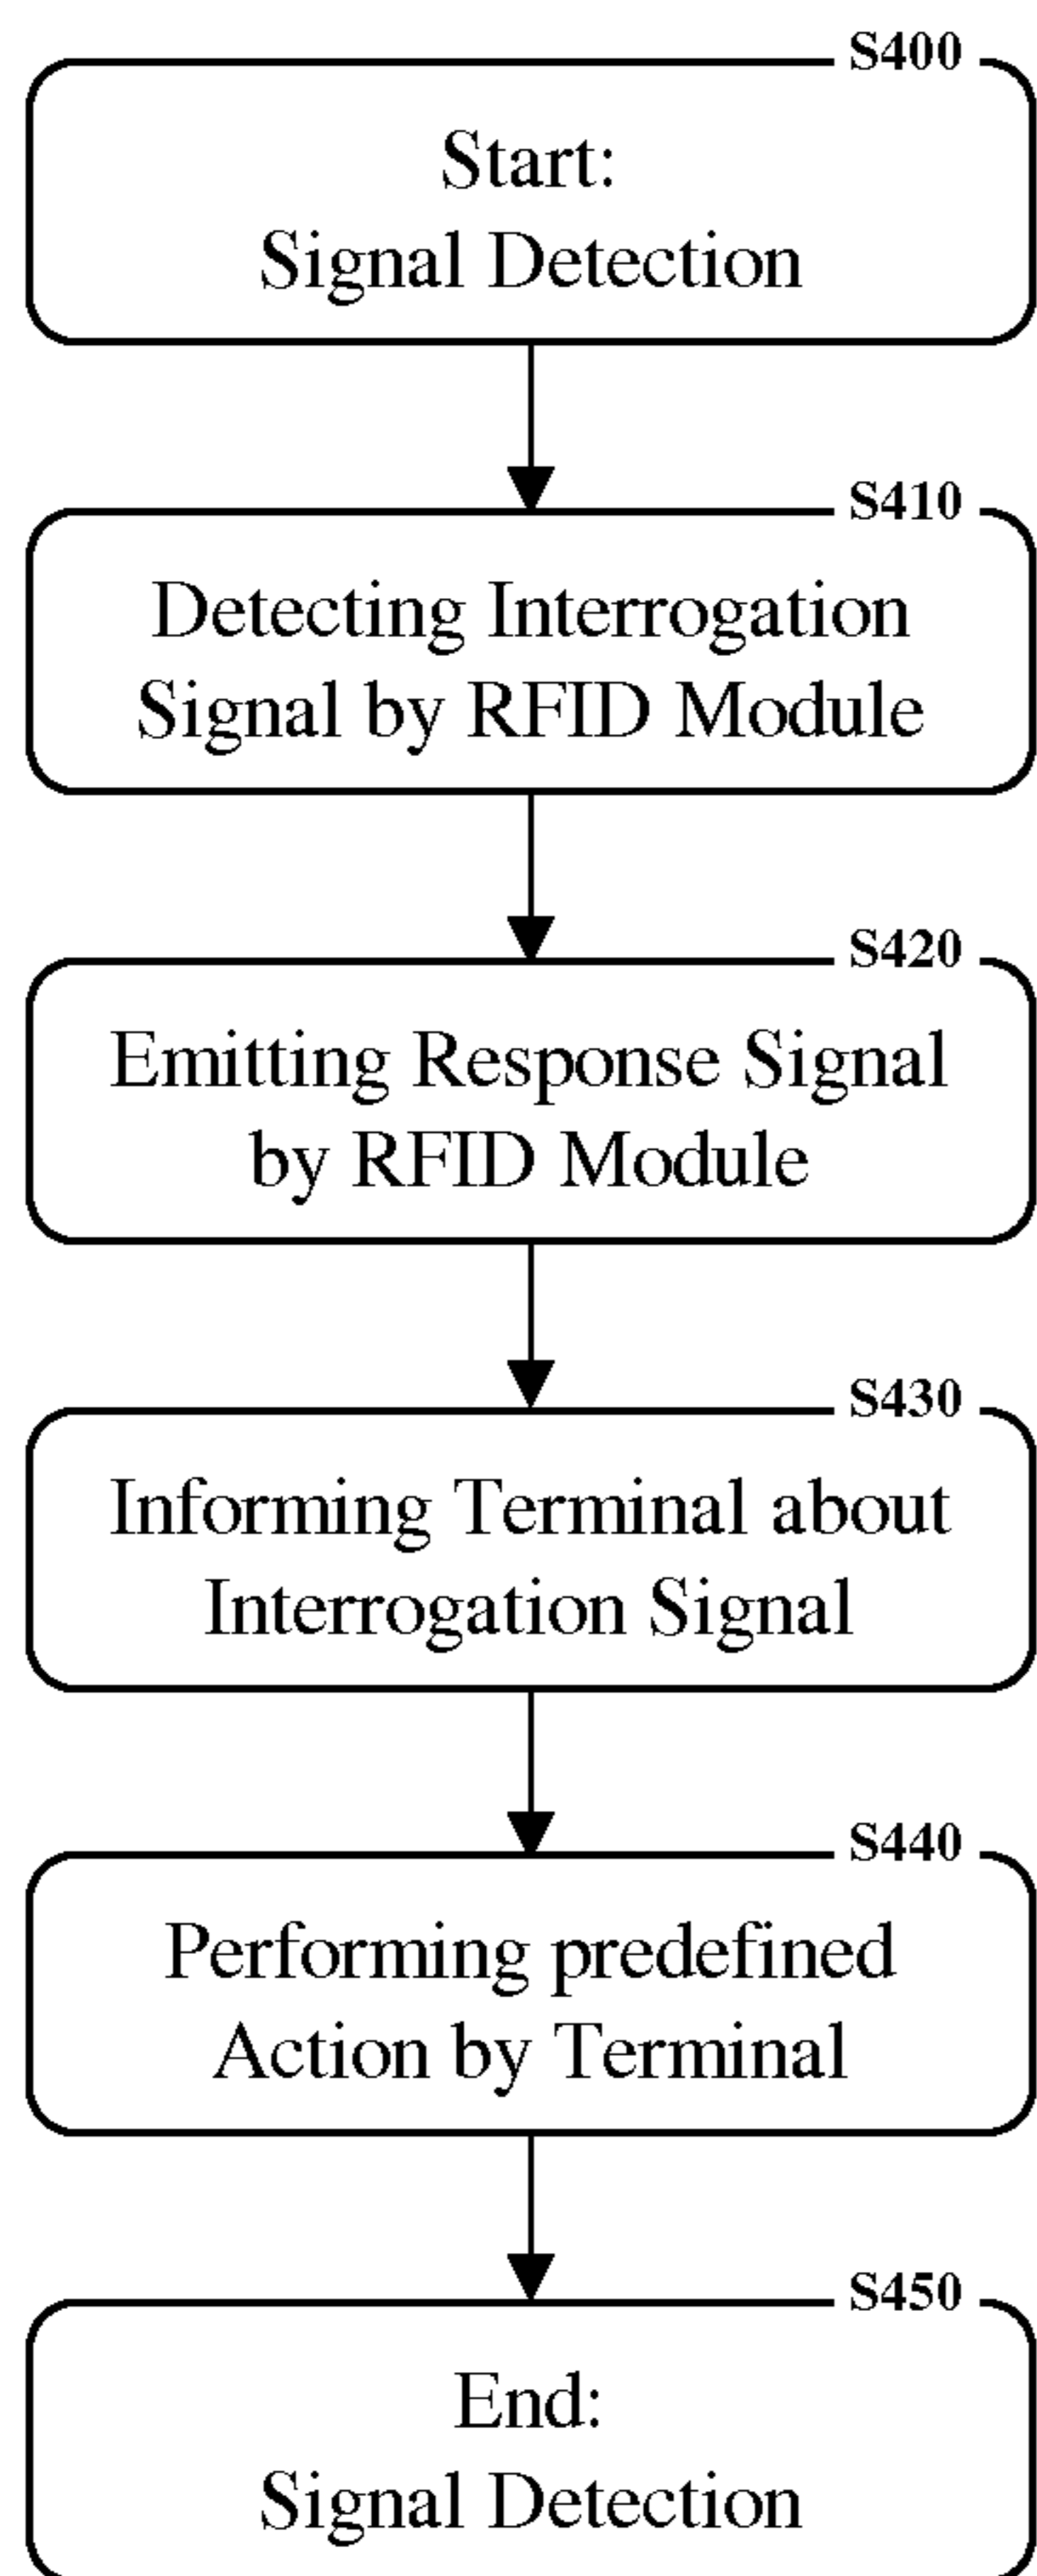 S400
Start:
Signal Detection
S410
Detecting Interrogation
Signal by RFID Module
S420
Emitting Response Signal
by RFID Module
S430
Informing Terminal about
Interrogation Signal
S440
Performing predefined
Action by Terminal
S450
End:
Signal Detection